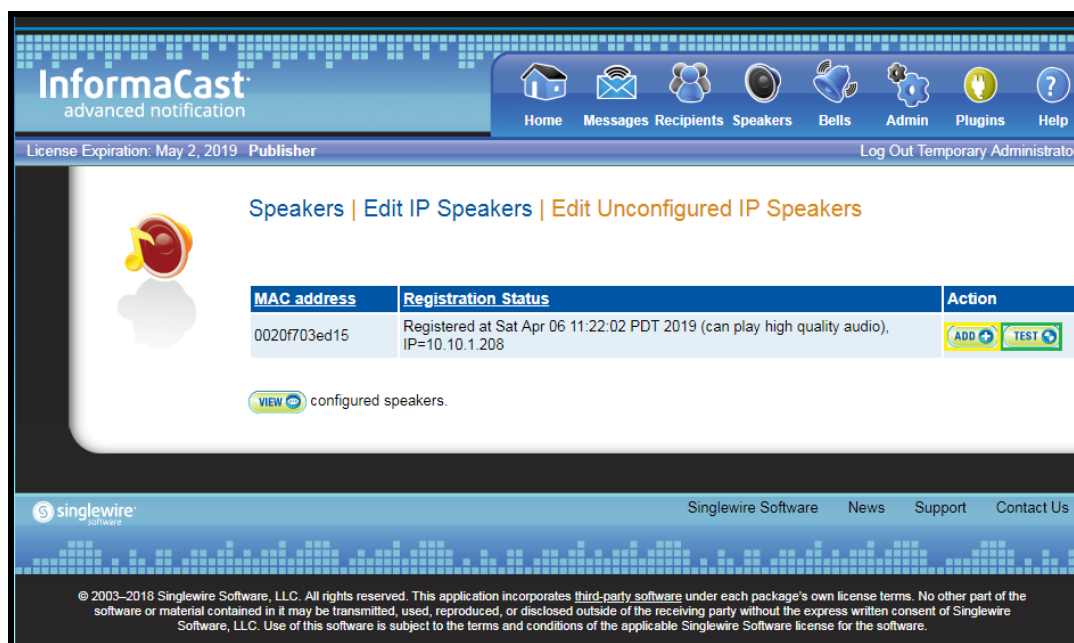 InformaCast
advanced notification
Home Messages Recipients Speakers Bells Admin Plugins Help
License Expiration: May 2, 2019 Publisher
Log Out Temporary Administrato
Speakers | Edit IP Speakers | Edit Unconfigured IP Speakers
MAC address Registration Status Action
0020f703ed15 Registered at Sat Apr 06 11:22:02 PDT 2019 (can play high quality audio),
IP=10.10.1.208
ADD TEST
VIEW configured speakers.
singlewire
software
Singlewire Software News Support Contact Us
© 2003–2018 Singlewire Software, LLC. All rights reserved. This application incorporates third-party software under each package's own license terms. No other part of the
software or material contained in it may be transmitted, used, reproduced, or disclosed outside of the receiving party without the express written consent of Singlewire
Software, LLC. Use of this software is subject to the terms and conditions of the applicable Singlewire Software license for the software.